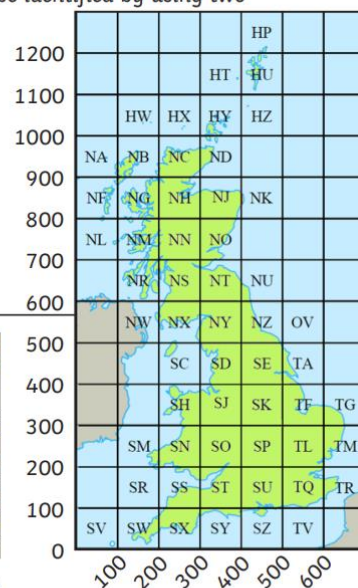 be identified by using two
HP
1200
HT HU
1100
HW HX HY HZ
1000
NA NB NC ND
900
NF NG NH NJ NK
800
NL NM NN NO
700
NR NS NT NU
600
NW NX NY NZ OV
500
SC SD SE TA
400
SH SJ SK TF TG
300
SM SN SO SP TL TM
200
SR SS ST SU TQ TR
100
SV SW SX SY SZ TV
0
100 200 300 400 500 600